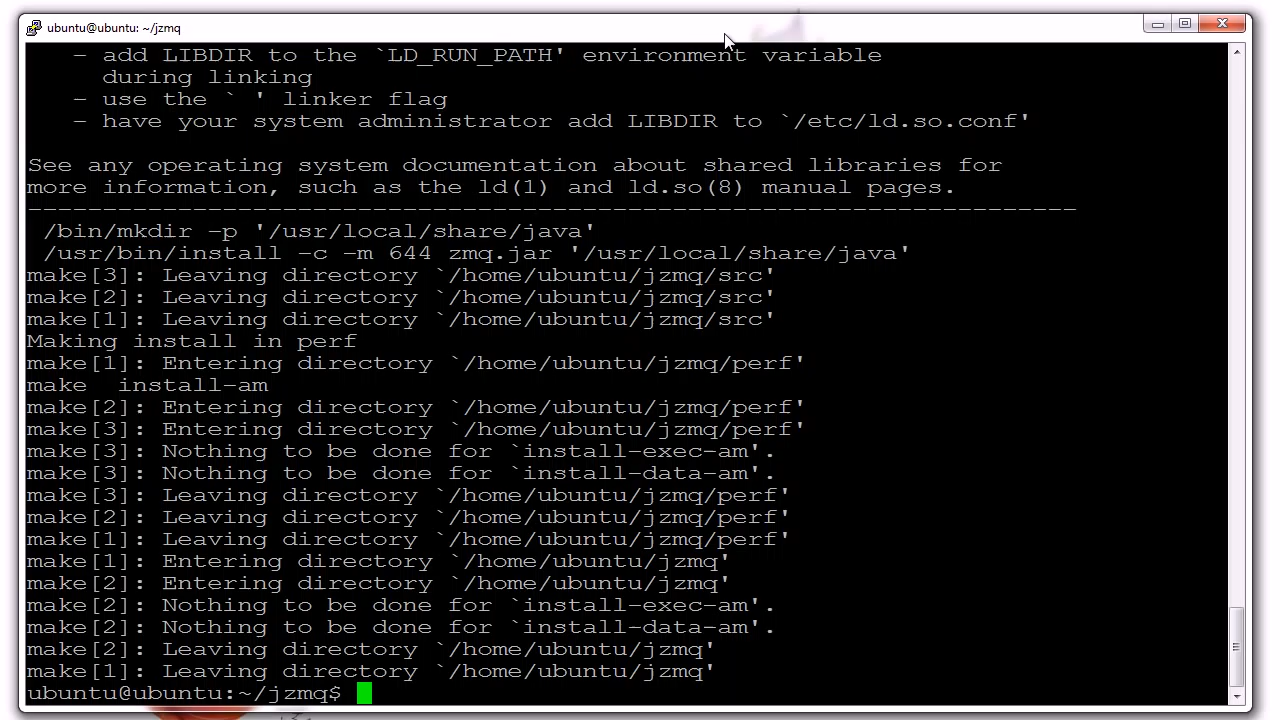 ubuntu@ubuntu: ~/jzmq
- add LIBDIR to the `LD_RUN_PATH' environment variable
during linking
- use the ` ' linker flag
- have your system administrator add LIBDIR to `/etc/ld.so.conf'
See any operating system documentation about shared libraries for
more information, such as the ld(1) and ld.so(8) manual pages.
----------------------------------------------------------------------
/bin/mkdir -p '/usr/local/share/java'
/usr/bin/install -c -m 644 zmq.jar '/usr/local/share/java'
make[3]: Leaving directory `/home/ubuntu/jzmq/src'
make[2]: Leaving directory `/home/ubuntu/jzmq/src'
make[1]: Leaving directory `/home/ubuntu/jzmq/src'
Making install in perf
make[1]: Entering directory `/home/ubuntu/jzmq/perf'
make  install-am
make[2]: Entering directory `/home/ubuntu/jzmq/perf'
make[3]: Entering directory `/home/ubuntu/jzmq/perf'
make[3]: Nothing to be done for `install-exec-am'.
make[3]: Nothing to be done for `install-data-am'.
make[3]: Leaving directory `/home/ubuntu/jzmq/perf'
make[2]: Leaving directory `/home/ubuntu/jzmq/perf'
make[1]: Leaving directory `/home/ubuntu/jzmq/perf'
make[1]: Entering directory `/home/ubuntu/jzmq'
make[2]: Entering directory `/home/ubuntu/jzmq'
make[2]: Nothing to be done for `install-exec-am'.
make[2]: Nothing to be done for `install-data-am'.
make[2]: Leaving directory `/home/ubuntu/jzmq'
make[1]: Leaving directory `/home/ubuntu/jzmq'
ubuntu@ubuntu:~/jzmq$